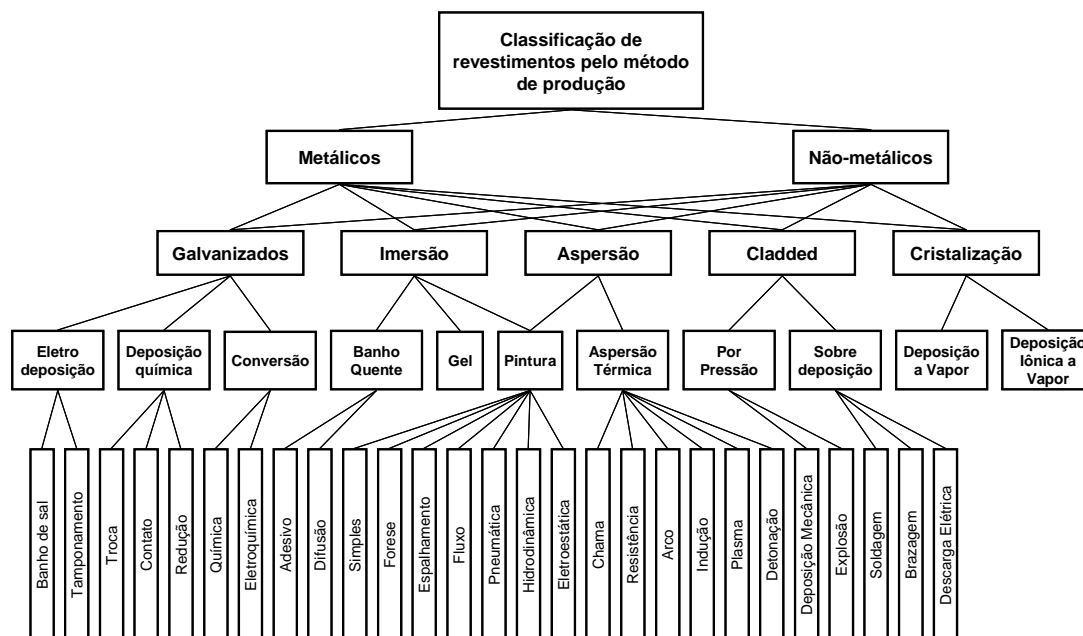 Classificação de
revestimentos pelo método
de produção
Metálicos
Não-metálicos
Galvanizados
Imersão
Aspersão
Cladded
Cristalização
Eletro
deposição
Deposição
química
Conversão
Banho
Quente
Gel
Pintura
Aspersão
Térmica
Por
Pressão
Sobre
deposição
Deposição
a Vapor
Deposição
Iônica a
Vapor
Banho de sal
Tamponamento
Troca
Contato
Redução
Química
Eletroquímica
Adesivo
Difusão
Simples
Forese
Espalhamento
Fluxo
Pneumática
Hidrodinâmica
Eletroestática
Chama
Resistência
Arco
Indução
Plasma
Detonação
Deposição Mecânica
Explosão
Soldagem
Brazagem
Descarga Elétrica